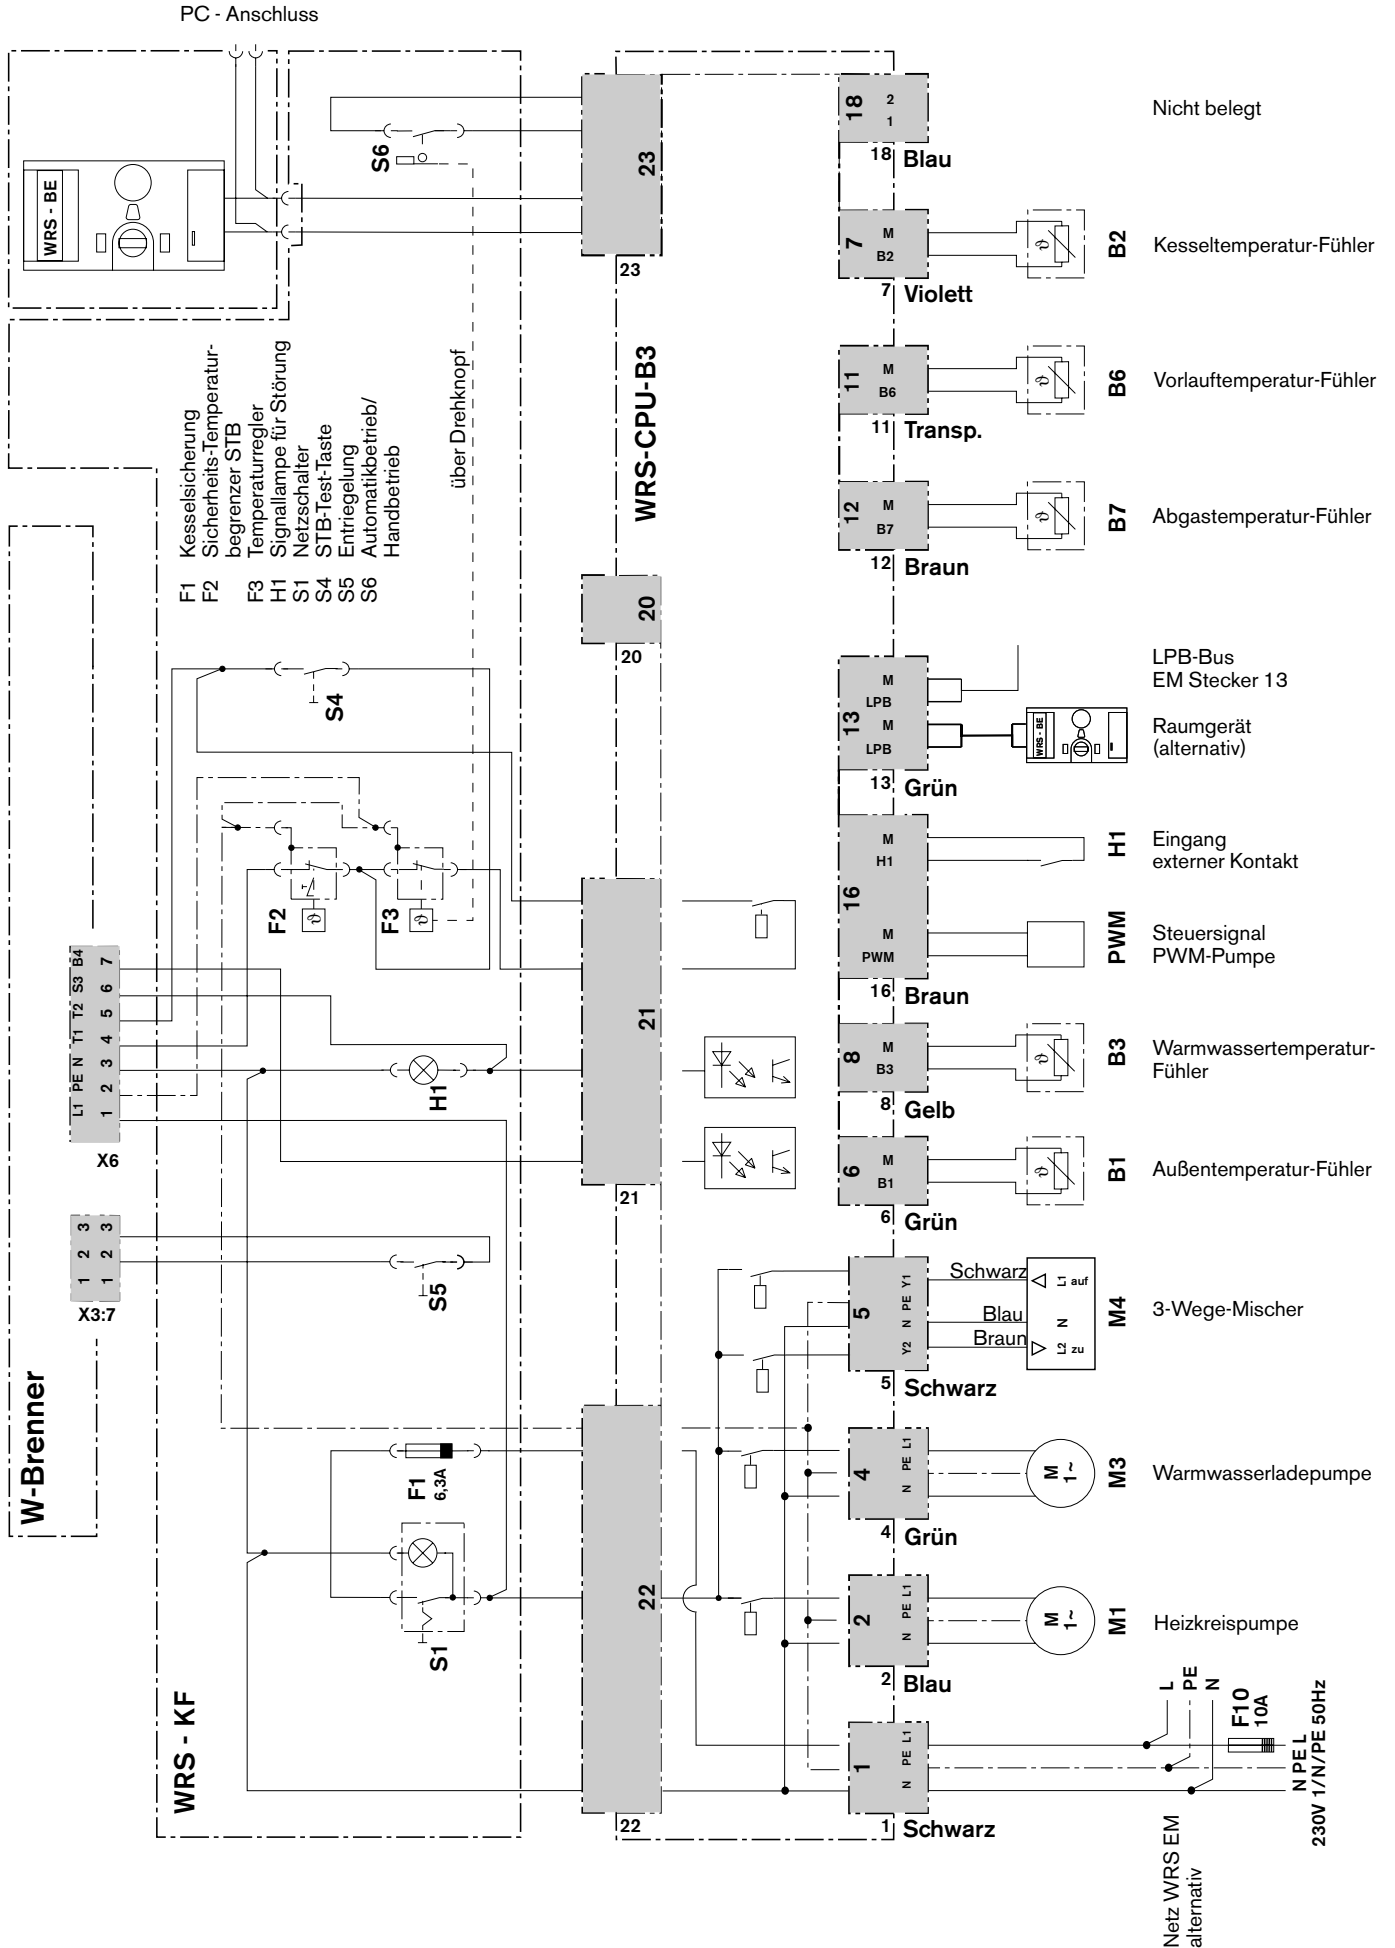 PC - Anschluss
WRS - BE
S6
23
23
18
2
1
18
Blau
Nicht belegt
7
M
B2
7
Violett
B2
Kesseltemperatur-Fühler
F1 Kesselsicherung
F2 Sicherheits-Temperatur-
begrenzer STB
F3 Temperaturregler
H1 Signallampe für Störung
S1 Netzschalter
S4 STB-Test-Taste
S5 Entriegelung
S6 Automatikbetrieb/
Handbetrieb
über Drehknopf
WRS-CPU-B3
11
M
B6
11
Transp.
B6
Vorlauftemperatur-Fühler
12
M
B7
12
Braun
B7
Abgastemperatur-Fühler
20
20
S4
13
M
LPB
M
LPB
13
Grün
LPB-Bus
EM Stecker 13
WRS - BE
Raumgerät
(alternativ)
F2
F3
16
M
H1
M
PWM
16
Braun
H1
Eingang
externer Kontakt
PWM
Steuersignal
PWM-Pumpe
L1 PE N T1 T2 S3 B4
1 2 3 4 5 6 7
X6
H1
21
21
8
M
B3
8
Gelb
B3
Warmwassertemperatur-
Fühler
6
M
B1
6
Grün
B1
Außentemperatur-Fühler
1 2 3
1 2 3
X3:7
S5
5
Y2 N PE Y1
5
Schwarz
Schwarz
Blau
Braun
L1 auf
N
L2 zu
M4
3-Wege-Mischer
W-Brenner
F1
6,3A
4
N PE L1
4
Grün
M
1~
M3
Warmwasserladepumpe
S1
22
22
2
N PE L1
2
Blau
M
1~
M1
Heizkreispumpe
WRS - KF
1
N PE L1
1
Schwarz
L
PE
N
F10
10A
N PE L
230V 1/N/PE 50Hz
Netz WRS EM
alternativ
ϑ
ϑ
ϑ
ϑ
ϑ
ϑ
ϑ